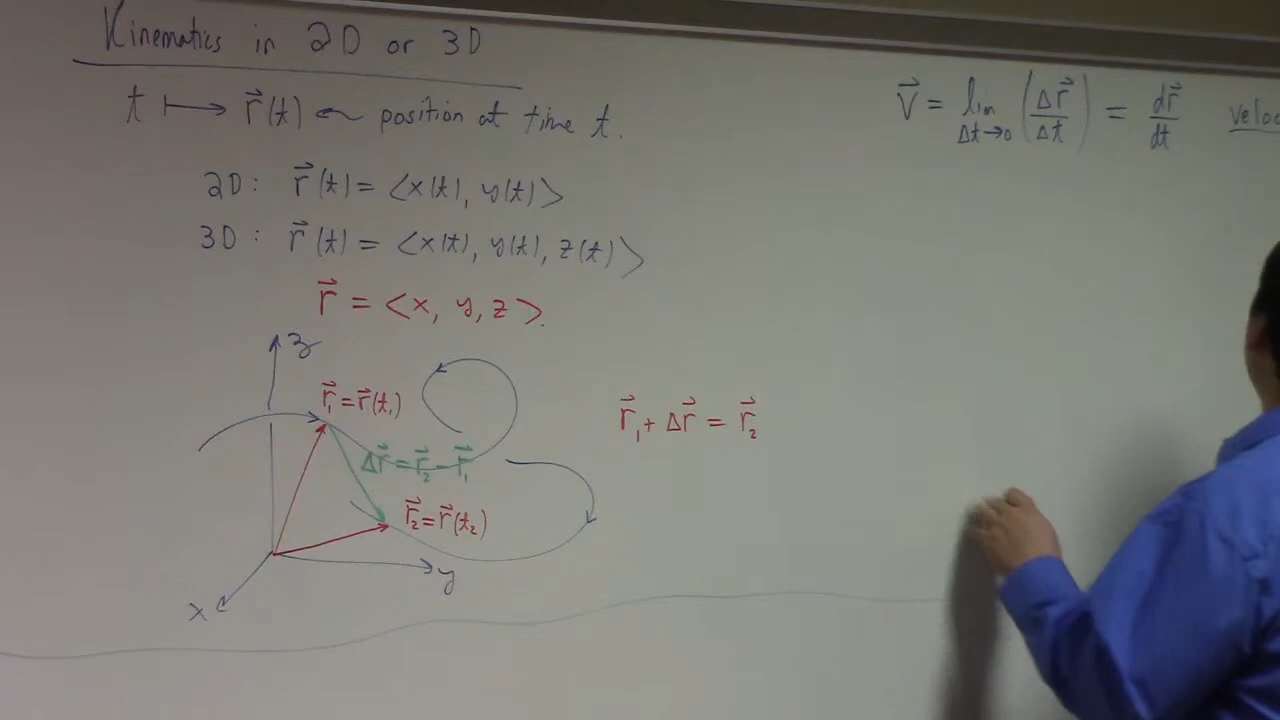 Kinematics in 2D or 3D
t ⟼ r⃗(t) ← position at time t.
2D: r⃗(t) = <x(t), y(t)>
3D: r⃗(t) = <x(t), y(t), z(t)>
r⃗ = <x, y, z>.
z
r⃗₁ = r⃗(t₁)
Δr⃗ = r⃗₂ - r⃗₁
r⃗₂ = r⃗(t₂)
y
x
r⃗₁ + Δr⃗ = r⃗₂
v⃗ = lim Δt→0 (Δr⃗/Δt) = dr⃗/dt veloc